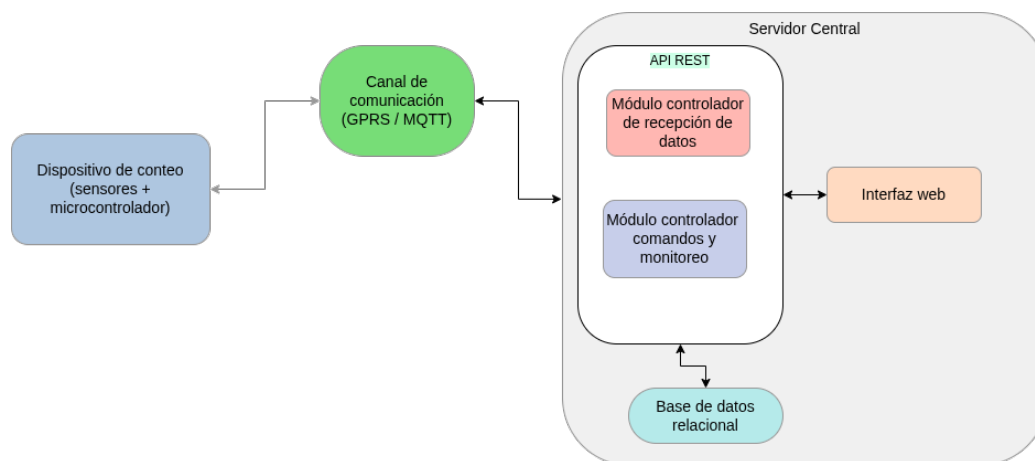 Servidor Central
API REST
Canal de
comunicación
(GPRS / MQTT)
Módulo controlador
de recepción de
datos
Dispositivo de conteo
(sensores +
microcontrolador)
Interfaz web
Módulo controlador
comandos y
monitoreo
Base de datos
relacional